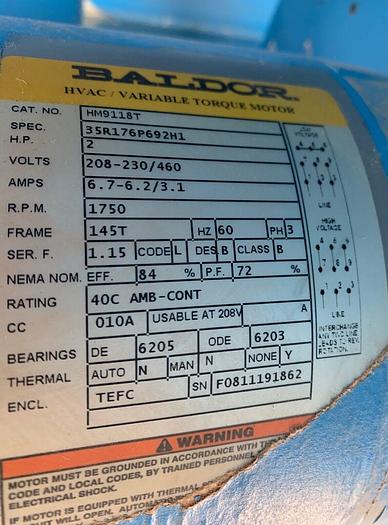 BALDOR
HVAC / VARIABLE TORQUE MOTOR
CAT. NO. HM9118T
SPEC. 35R176P692H1
H.P. 2
VOLTS 208-230/460
AMPS 6.7-6.2/3.1
R.P.M. 1750
FRAME 145T HZ 60 PH 3
SER. F. 1.15 CODE L DES. B CLASS B
NEMA NOM. EFF. 84 % P.F. 72 %
RATING 40C AMB-CONT
CC 010A USABLE AT 208V A
BEARINGS DE 6205 ODE 6203
THERMAL AUTO N MAN N NONE Y
ENCL. TEFC SN F0811191862
LOW VOLTAGE
LINE
HIGH VOLTAGE
LINE
INTERCHANGE
ANY TWO LINE
LEADS TO REV.
ROTATION.
WARNING
MOTOR MUST BE GROUNDED IN ACCORDANCE WITH
CODE AND LOCAL CODES, BY TRAINED PERSONNEL
ELECTRICAL SHOCK.
IF MOTOR IS EQUIPPED WITH THERMAL
WILL OPEN